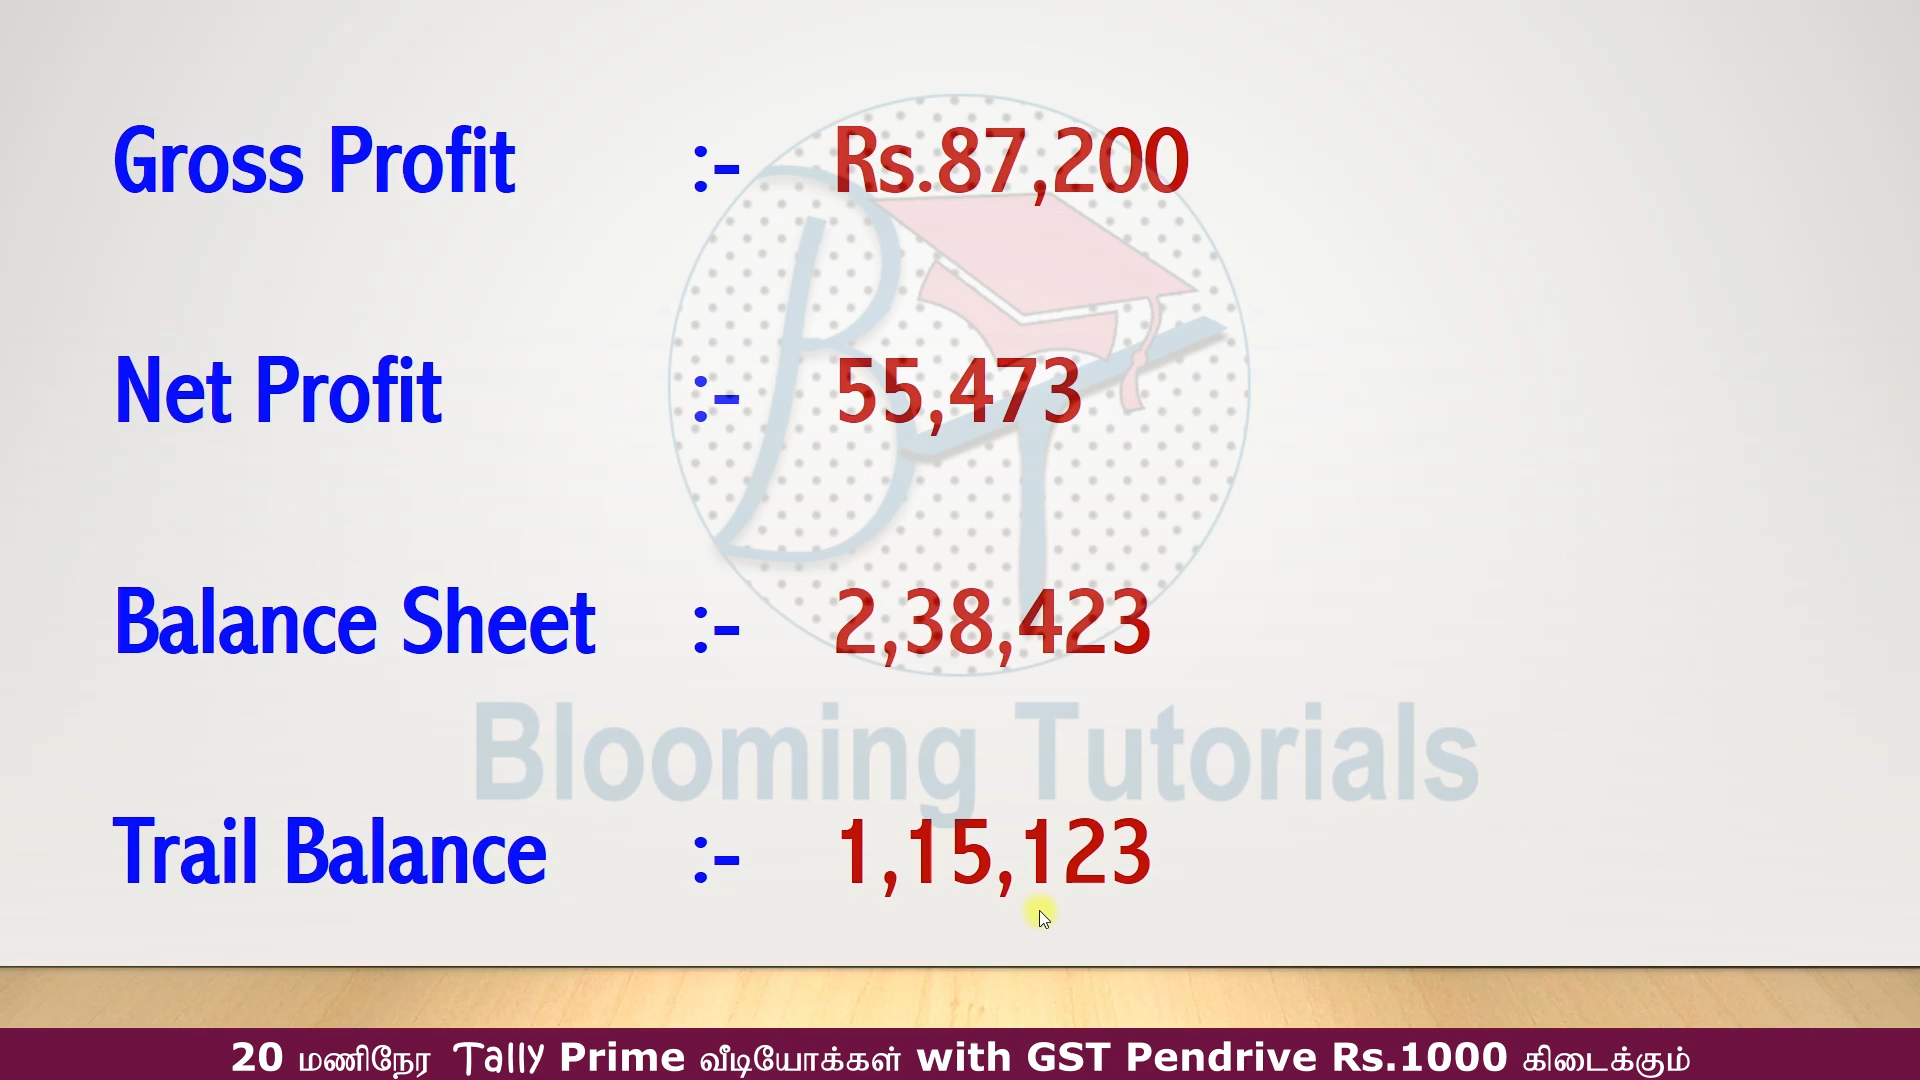 Gross Profit :- Rs.87,200
Net Profit :- 55,473
Balance Sheet :- 2,38,423
Blooming Tutorials
Trail Balance :- 1,15,123
20 மணிநேர Tally Prime வீடியோக்கள் with GST Pendrive Rs.1000 கிடைக்கும்